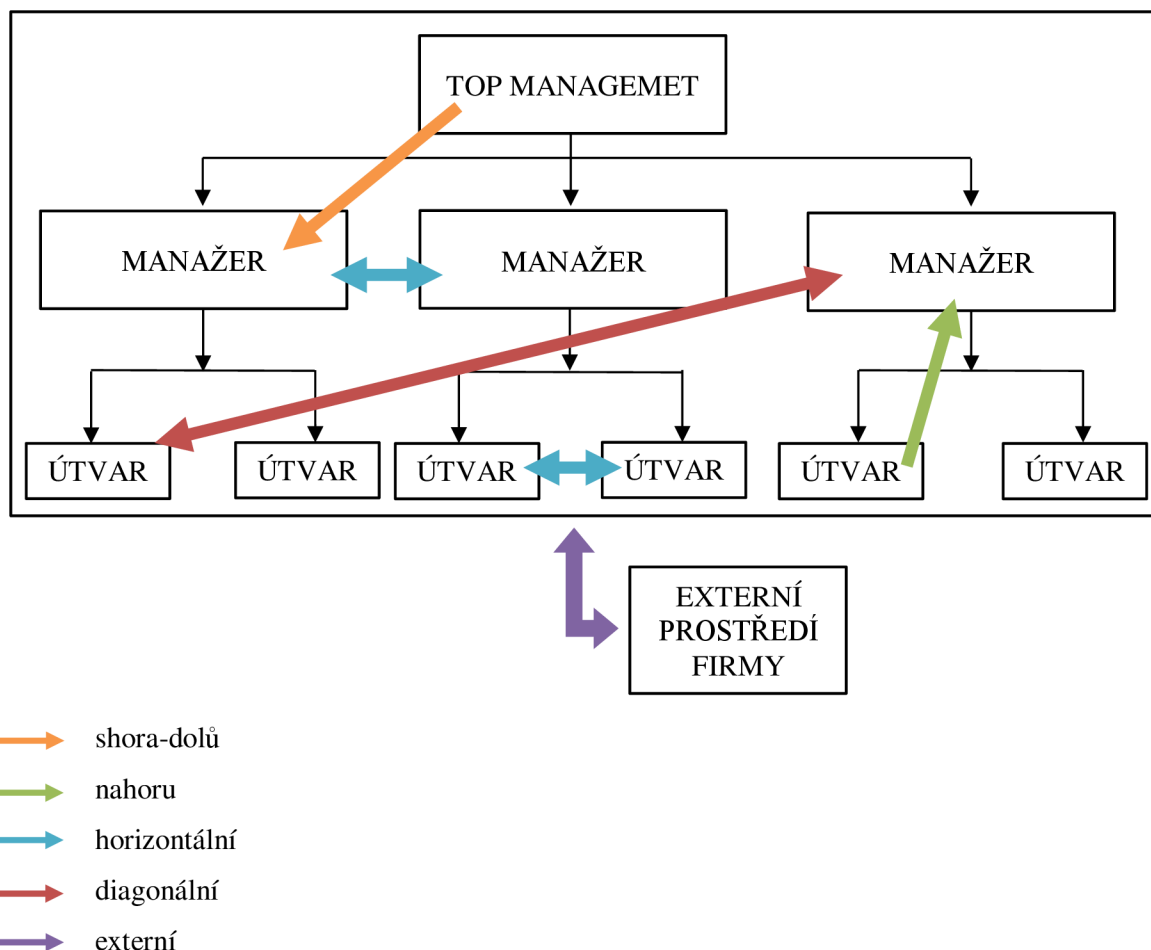 TOP MANAGEMET
MANAŽER
MANAŽER
MANAŽER
ÚTVAR
ÚTVAR
ÚTVAR
ÚTVAR
ÚTVAR
ÚTVAR
EXTERNÍ
PROSTŘEDÍ
FIRMY
shora-dolů
nahoru
horizontální
diagonální
externí